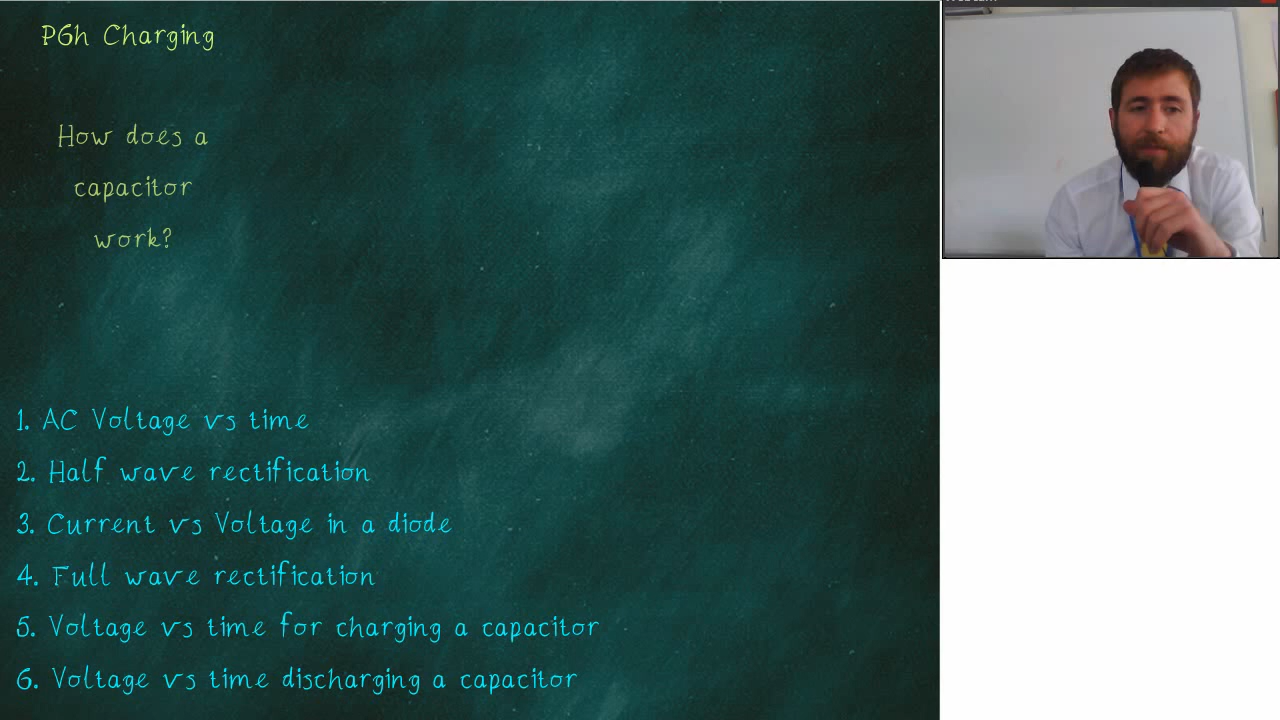 P6h Charging
How does a
capacitor
work?
1. AC Voltage vs time
2. Half wave rectification
3. Current vs Voltage in a diode
4. Full wave rectification
5. Voltage vs time for charging a capacitor
6. Voltage vs time discharging a capacitor